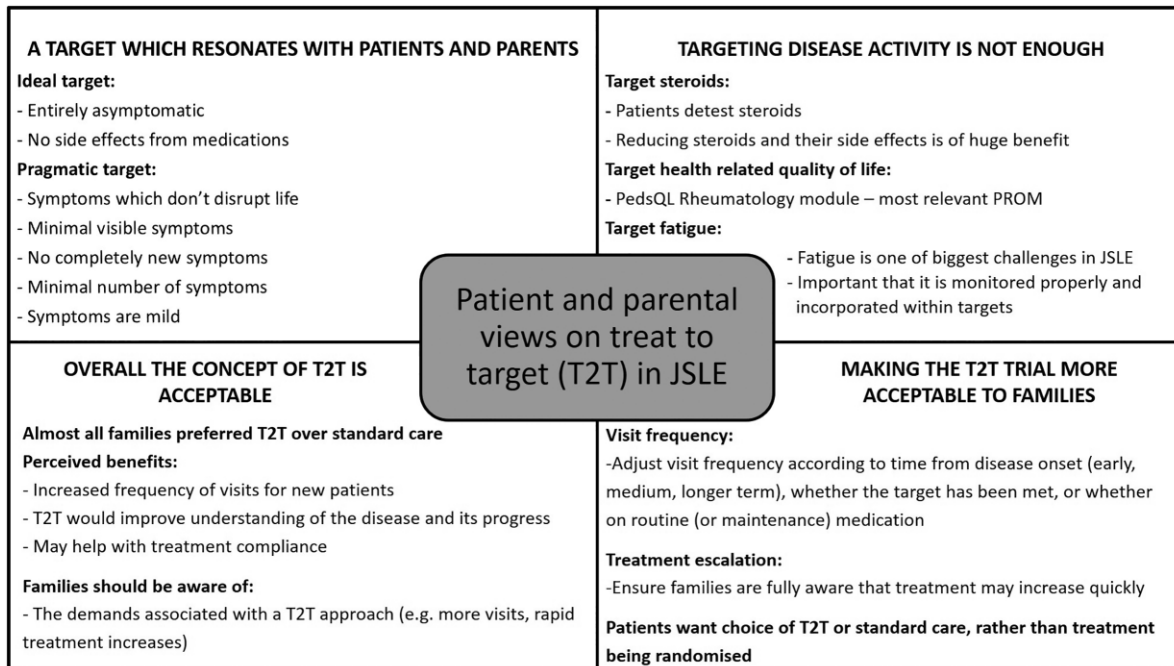 A TARGET WHICH RESONATES WITH PATIENTS AND PARENTS
Ideal target:
- Entirely asymptomatic
- No side effects from medications
Pragmatic target:
- Symptoms which don’t disrupt life
- Minimal visible symptoms
- No completely new symptoms
- Minimal number of symptoms
- Symptoms are mild
TARGETING DISEASE ACTIVITY IS NOT ENOUGH
Target steroids:
- Patients detest steroids
- Reducing steroids and their side effects is of huge benefit
Target health related quality of life:
- PedsQL Rheumatology module – most relevant PROM
Target fatigue:
- Fatigue is one of biggest challenges in JSLE
- Important that it is monitored properly and
incorporated within targets
Patient and parental
views on treat to
target (T2T) in JSLE
OVERALL THE CONCEPT OF T2T IS
ACCEPTABLE
Almost all families preferred T2T over standard care
Perceived benefits:
- Increased frequency of visits for new patients
- T2T would improve understanding of the disease and its progress
- May help with treatment compliance
Families should be aware of:
- The demands associated with a T2T approach (e.g. more visits, rapid
treatment increases)
MAKING THE T2T TRIAL MORE
ACCEPTABLE TO FAMILIES
Visit frequency:
-Adjust visit frequency according to time from disease onset (early,
medium, longer term), whether the target has been met, or whether
on routine (or maintenance) medication
Treatment escalation:
-Ensure families are fully aware that treatment may increase quickly
Patients want choice of T2T or standard care, rather than treatment
being randomised